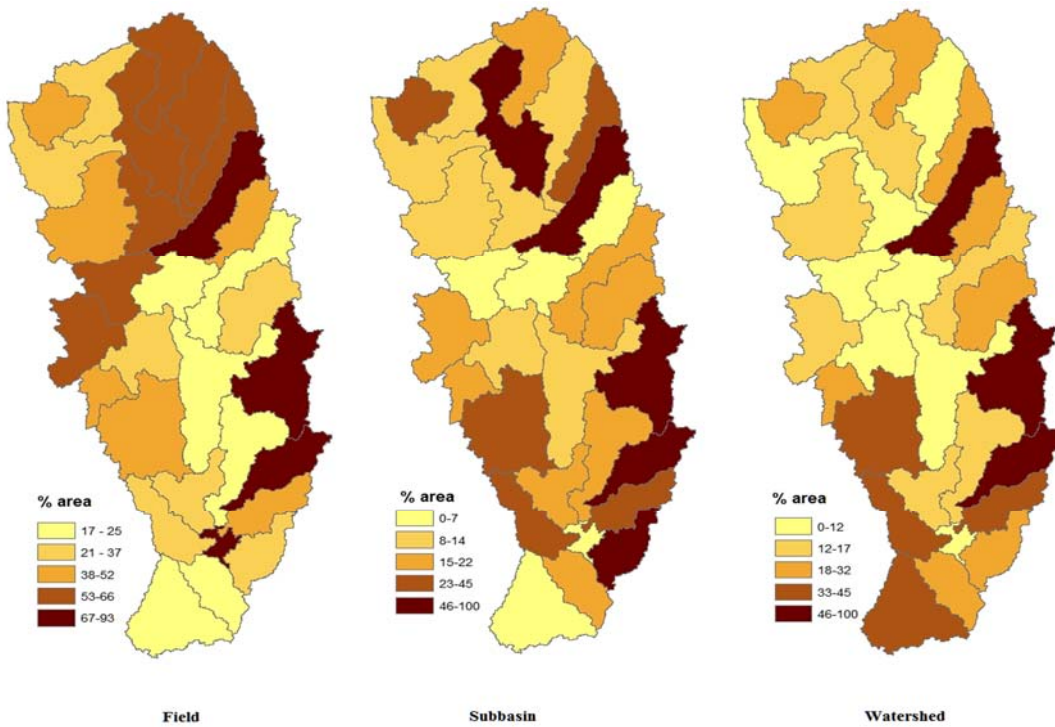 % area
17 - 25
21 - 37
38-52
53-66
67-93
% area
0-7
8-14
15-22
23-45
46-100
% area
0-12
12-17
18-32
33-45
46-100
Field
Subbasin
Watershed